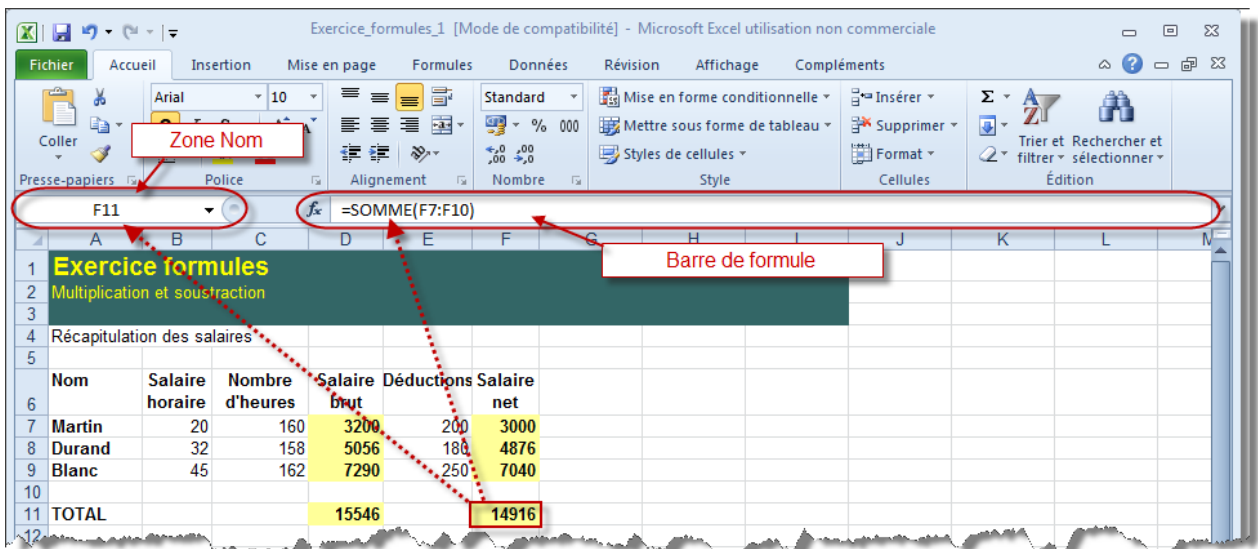 Exercice_formules_1 [Mode de compatibilité] - Microsoft Excel utilisation non commerciale
Fichier Accueil Insertion Mise en page Formules Données Révision Affichage Compléments
Arial 10 Standard Mise en forme conditionnelle Insérer Σ
Coller % 000 Mettre sous forme de tableau Supprimer Trier et filtrer Rechercher et sélectionner
Styles de cellules Format
Zone Nom
Presse-papiers Police Alignement Nombre Style Cellules Édition
F11 fx =SOMME(F7:F10)
A B C D E F G H I J K L M
Barre de formule
1 Exercice formules
2 Multiplication et soustraction
3
4 Récapitulation des salaires
5
6 Nom Salaire horaire Nombre d'heures Salaire brut Déductions Salaire net
7 Martin 20 160 3200 200 3000
8 Durand 32 158 5056 180 4876
9 Blanc 45 162 7290 250 7040
10
11 TOTAL 15546 14916
12